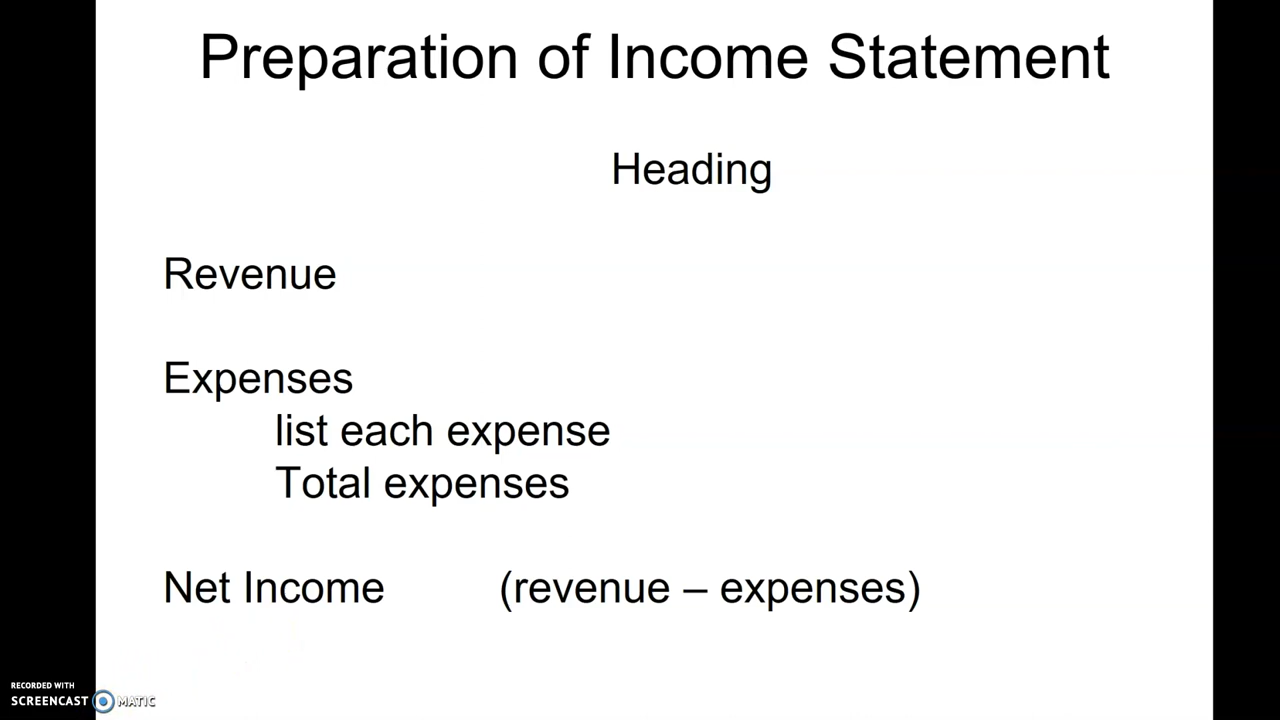 Preparation of Income Statement
Heading
Revenue
Expenses
list each expense
Total expenses
Net Income (revenue – expenses)
RECORDED WITH
SCREENCAST MATIC